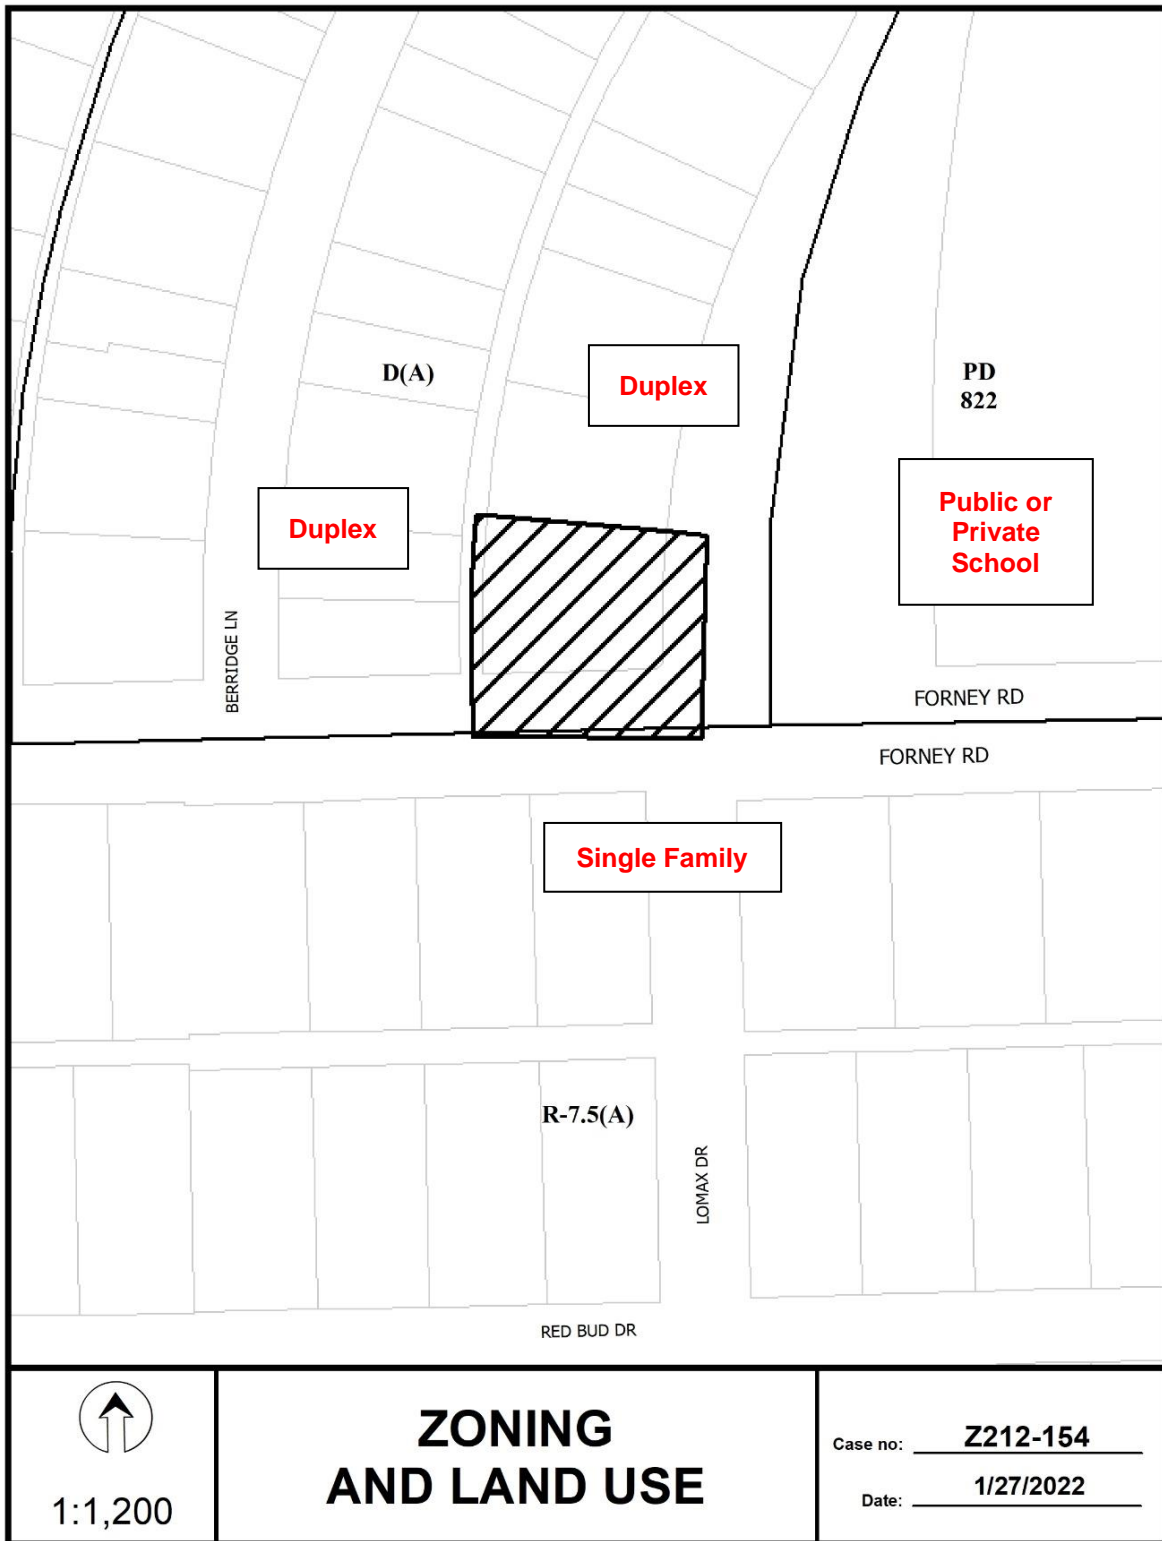 D(A)
Duplex
PD
822
Duplex
Public or
Private
School
BERRIDGE LN
FORNEY RD
FORNEY RD
Single Family
R-7.5(A)
LOMAX DR
RED BUD DR
1:1,200
ZONING
AND LAND USE
Case no: Z212-154
Date: 1/27/2022